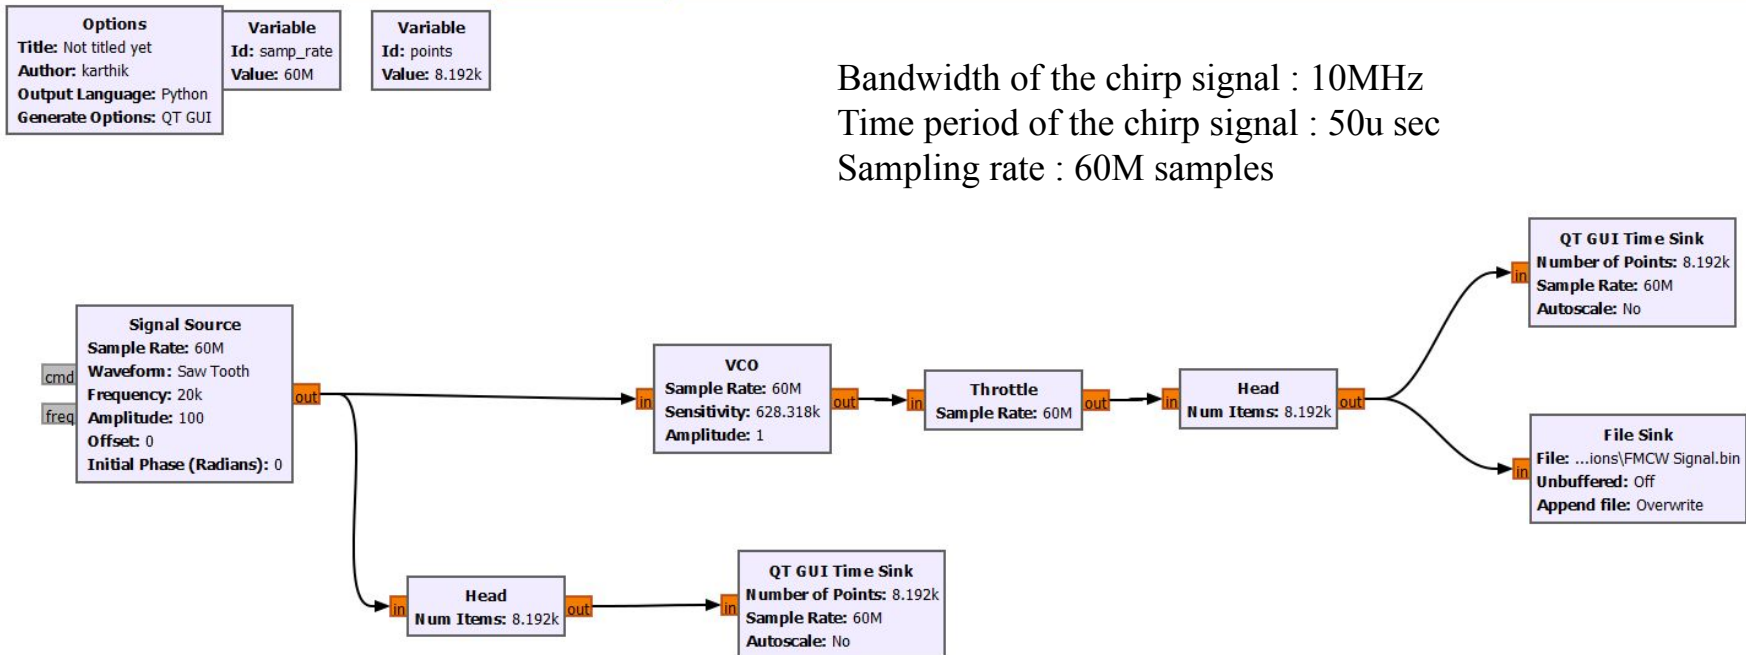 Options
Title: Not titled yet
Author: karthik
Output Language: Python
Generate Options: QT GUI
Variable
Id: samp_rate
Value: 60M
Variable
Id: points
Value: 8.192k
Bandwidth of the chirp signal : 10MHz
Time period of the chirp signal : 50u sec
Sampling rate : 60M samples
Signal Source
Sample Rate: 60M
Waveform: Saw Tooth
Frequency: 20k
Amplitude: 100
Offset: 0
Initial Phase (Radians): 0
cmd
freq
out
in
VCO
Sample Rate: 60M
Sensitivity: 628.318k
Amplitude: 1
out
in
Throttle
Sample Rate: 60M
out
in
Head
Num Items: 8.192k
out
in
QT GUI Time Sink
Number of Points: 8.192k
Sample Rate: 60M
Autoscale: No
in
File Sink
File: ...ions\FMCW Signal.bin
Unbuffered: Off
Append file: Overwrite
in
Head
Num Items: 8.192k
out
in
QT GUI Time Sink
Number of Points: 8.192k
Sample Rate: 60M
Autoscale: No